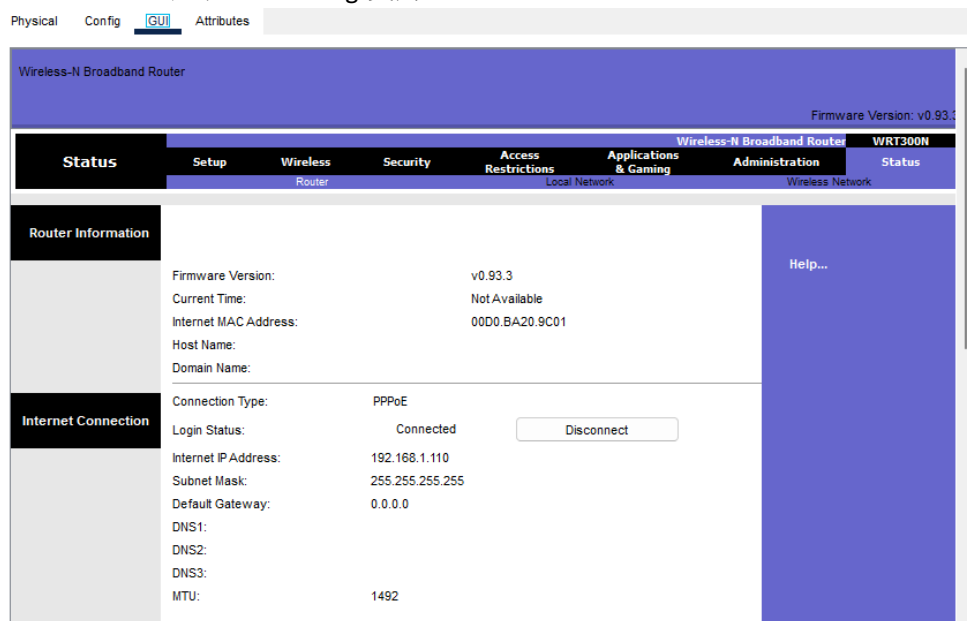 Physical Config GUI Attributes
Wireless-N Broadband Router
Firmware Version: v0.93.3
Wireless-N Broadband Router WRT300N
Status Setup Wireless Security Access Restrictions Applications & Gaming Administration Status
Router Local Network Wireless Network
Router Information
Help...
Firmware Version: v0.93.3
Current Time: Not Available
Internet MAC Address: 00D0.BA20.9C01
Host Name:
Domain Name:
Internet Connection
Connection Type: PPPoE
Login Status: Connected Disconnect
Internet IP Address: 192.168.1.110
Subnet Mask: 255.255.255.255
Default Gateway: 0.0.0.0
DNS1:
DNS2:
DNS3:
MTU: 1492